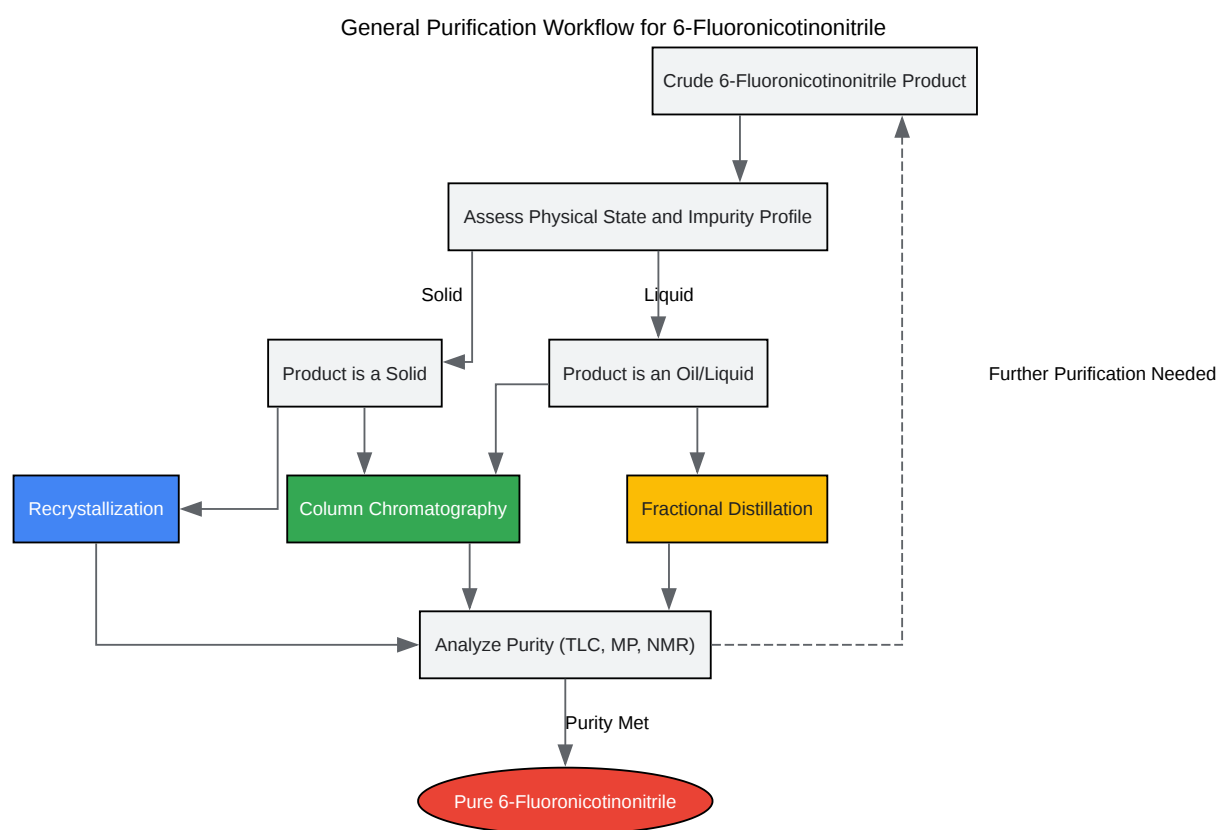 General Purification Workflow for 6-Fluoronicotinonitrile
Crude 6-Fluoronicotinonitrile Product
Assess Physical State and Impurity Profile
Solid
Liquid
Product is a Solid
Product is an Oil/Liquid
Further Purification Needed
Recrystallization
Column Chromatography
Fractional Distillation
Analyze Purity (TLC, MP, NMR)
Purity Met
Pure 6-Fluoronicotinonitrile